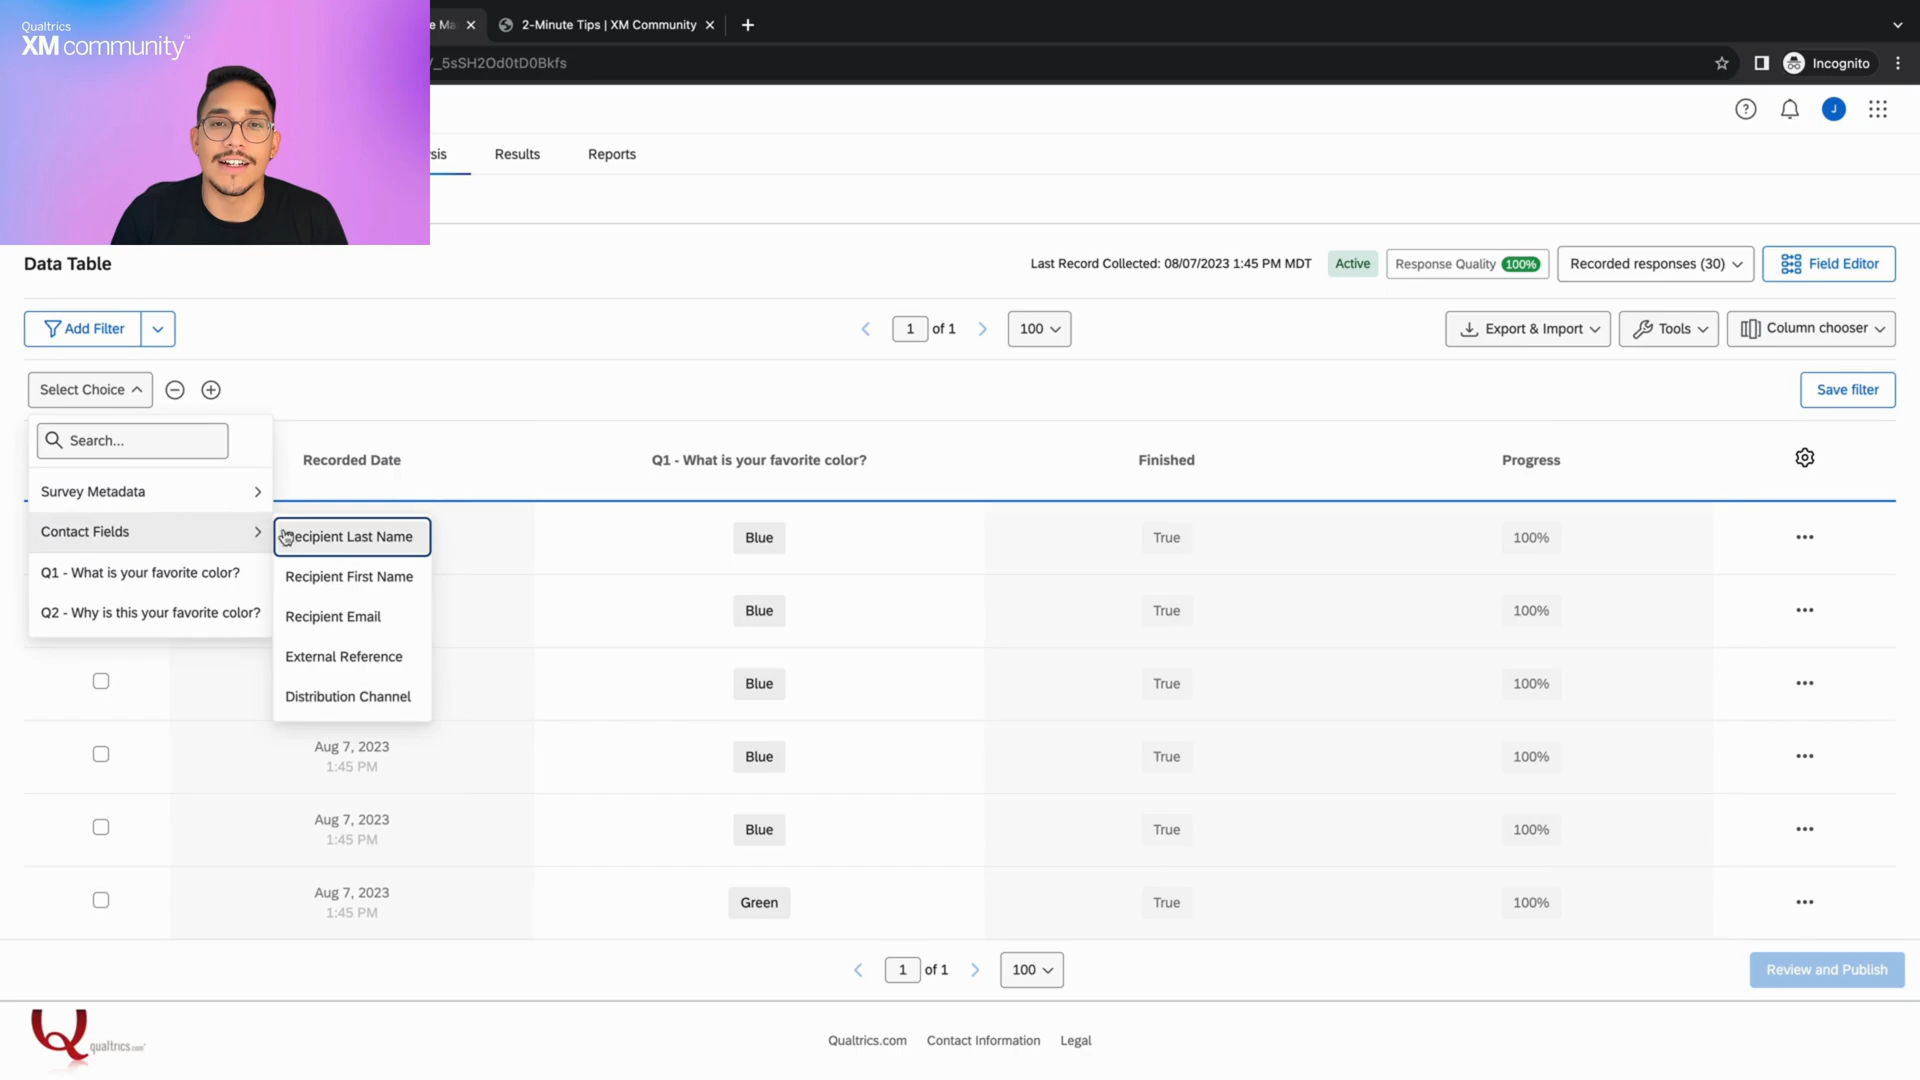 Qualtrics
XM community™
e Ma
2-Minute Tips | XM Community
/_5sSH2Od0tD0Bkfs
Incognito
J
sis
Results
Reports
Data Table
Last Record Collected: 08/07/2023 1:45 PM MDT
Active
Response Quality 100%
Recorded responses (30)
Field Editor
Add Filter
1 of 1
100
Export & Import
Tools
Column chooser
Select Choice
Save filter
Search...
Recorded Date
Q1 - What is your favorite color?
Finished
Progress
Survey Metadata
Contact Fields
Q1 - What is your favorite color?
Q2 - Why is this your favorite color?
ecipient Last Name
Recipient First Name
Recipient Email
External Reference
Distribution Channel
Blue True 100%
Blue True 100%
Blue True 100%
Aug 7, 2023
1:45 PM
Blue True 100%
Aug 7, 2023
1:45 PM
Blue True 100%
Aug 7, 2023
1:45 PM
Green True 100%
1 of 1
100
Review and Publish
Q
qualtrics.com
Qualtrics.com
Contact Information
Legal